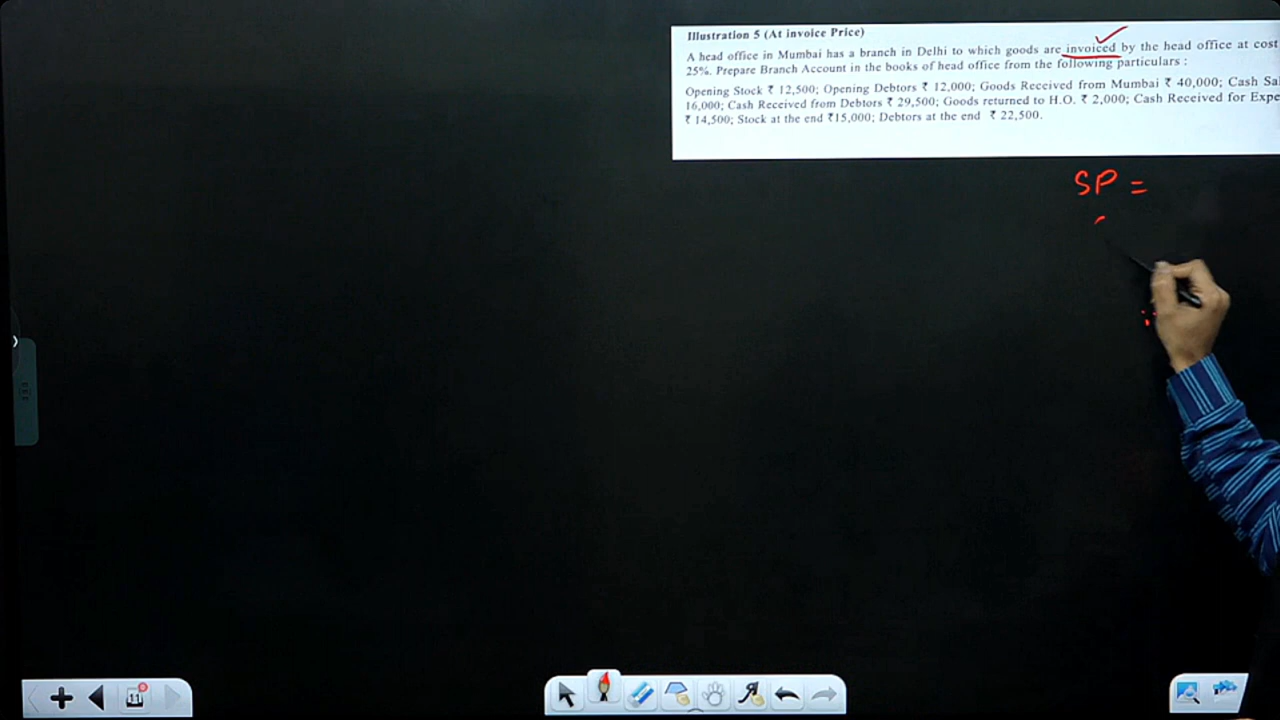 Illustration 5 (At invoice Price)
A head office in Mumbai has a branch in Delhi to which goods are invoiced by the head office at cost
25%. Prepare Branch Account in the books of head office from the following particulars :
Opening Stock ₹ 12,500; Opening Debtors ₹ 12,000; Goods Received from Mumbai ₹ 40,000; Cash Sa
16,000; Cash Received from Debtors ₹ 29,500; Goods returned to H.O. ₹ 2,000; Cash Received for Expe
₹ 14,500; Stock at the end ₹15,000; Debtors at the end ₹ 22,500.
SP =
11